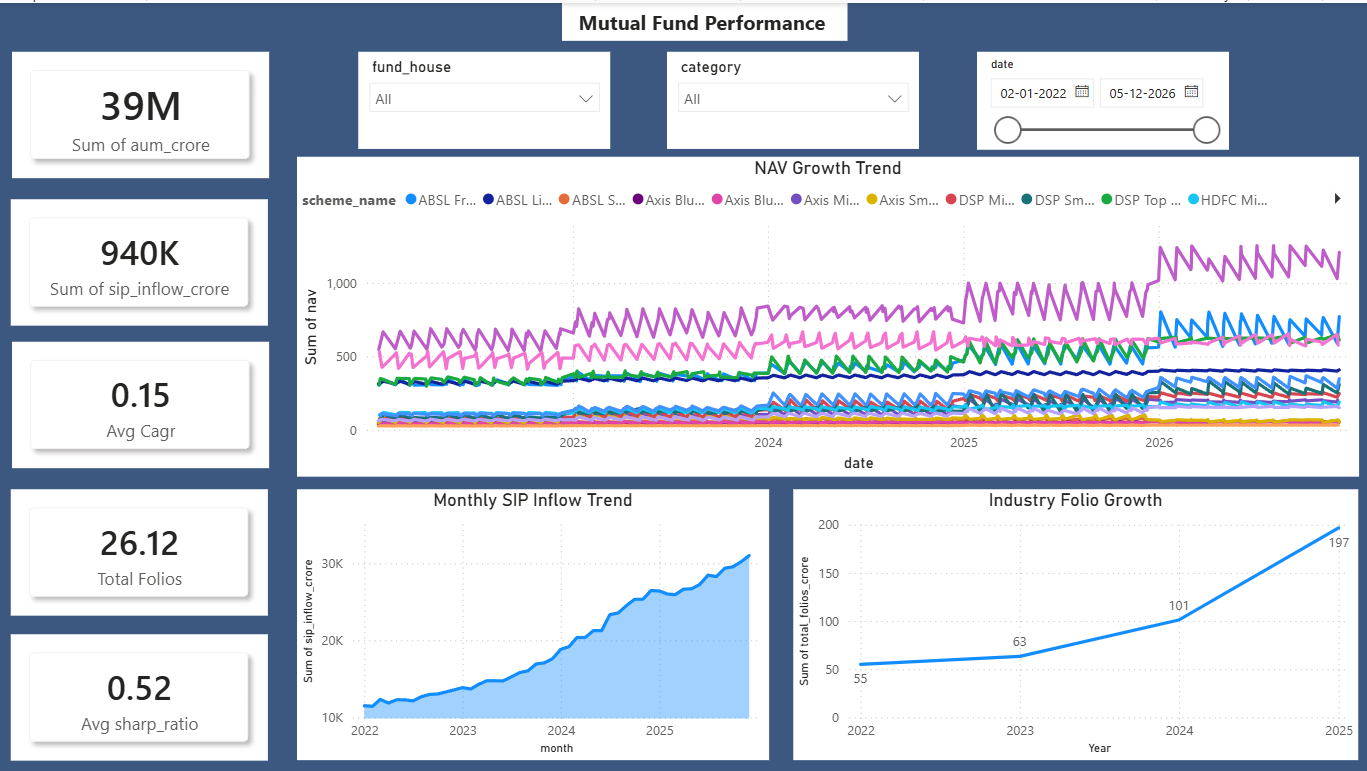 Mutual Fund Performance
39M
Sum of aum_crore
940K
Sum of sip_inflow_crore
0.15
Avg Cagr
26.12
Total Folios
0.52
Avg sharp_ratio
fund_house
All
category
All
date
02-01-2022 05-12-2026
NAV Growth Trend
scheme_name ABSL Fr... ABSL Li... ABSL S... Axis Blu... Axis Blu... Axis Mi... Axis Sm... DSP Mi... DSP Sm... DSP Top ... HDFC Mi...
Sum of nav
1,000
500
0
2023 2024 2025 2026
date
Monthly SIP Inflow Trend
Sum of sip_inflow_crore
30K
20K
10K
2022 2023 2024 2025
month
Industry Folio Growth
Sum of total_folios_crore
200
150
100
50
0
55
63
101
197
2022 2023 2024 2025
Year